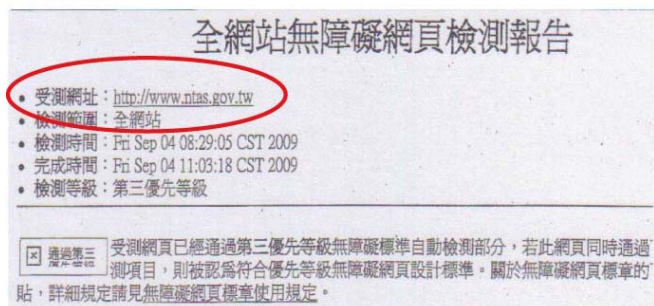 全網站無障礙網頁檢測報告
• 受測網址：http://www.ntas.gov.tw
• 檢測範圍：全網站
• 檢測時間：Fri Sep 04 08:29:05 CST 2009
• 完成時間：Fri Sep 04 11:03:18 CST 2009
• 檢測等級：第三優先等級
通過第三 受測網頁已經通過第三優先等級無障礙標準自動檢測部分，若此網頁同時通過
測項目，則被認為符合優先等級無障礙網頁設計標準。關於無障礙網頁標章的
貼，詳細規定請見無障礙網頁標章使用規定。